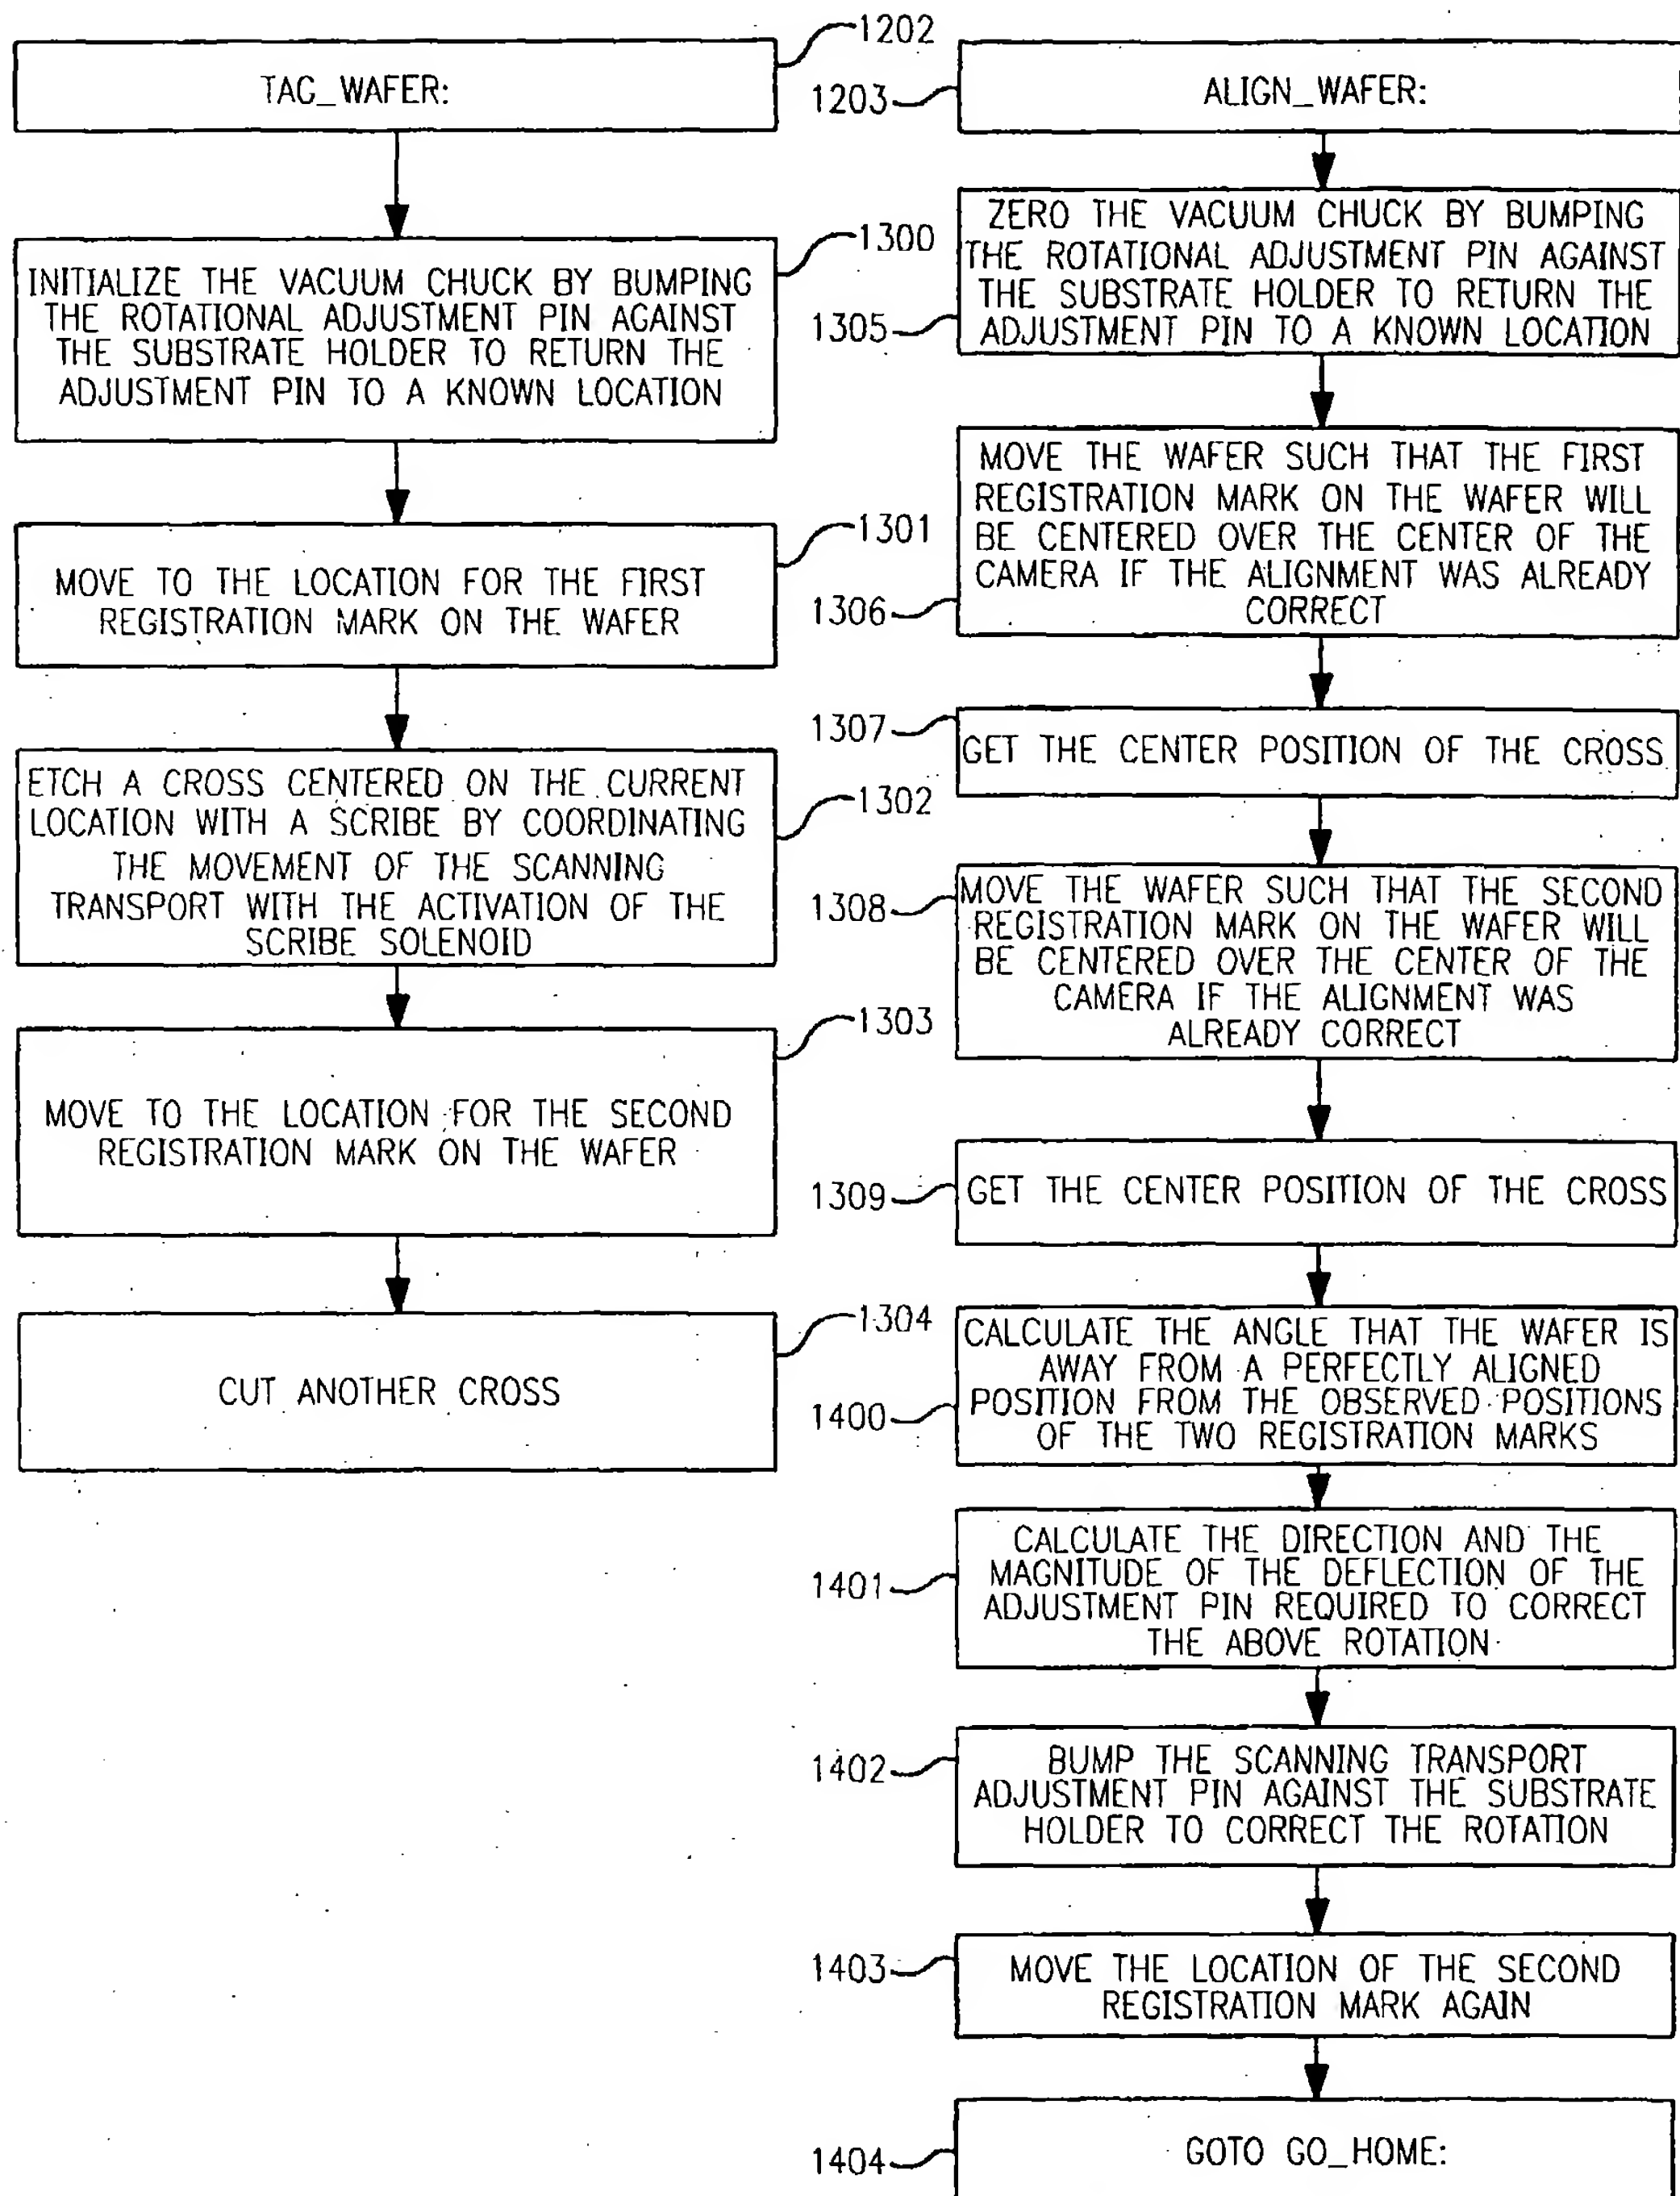 1202
TAG_WAFER:
1300
INITIALIZE THE VACUUM CHUCK BY BUMPING
THE ROTATIONAL ADJUSTMENT PIN AGAINST
THE SUBSTRATE HOLDER TO RETURN THE
ADJUSTMENT PIN TO A KNOWN LOCATION
1301
MOVE TO THE LOCATION FOR THE FIRST
REGISTRATION MARK ON THE WAFER
1302
ETCH A CROSS CENTERED ON THE CURRENT
LOCATION WITH A SCRIBE BY COORDINATING
THE MOVEMENT OF THE SCANNING
TRANSPORT WITH THE ACTIVATION OF THE
SCRIBE SOLENOID
1303
MOVE TO THE LOCATION FOR THE SECOND
REGISTRATION MARK ON THE WAFER
1304
CUT ANOTHER CROSS
1203
ALIGN_WAFER:
1305
ZERO THE VACUUM CHUCK BY BUMPING
THE ROTATIONAL ADJUSTMENT PIN AGAINST
THE SUBSTRATE HOLDER TO RETURN THE
ADJUSTMENT PIN TO A KNOWN LOCATION
1306
MOVE THE WAFER SUCH THAT THE FIRST
REGISTRATION MARK ON THE WAFER WILL
BE CENTERED OVER THE CENTER OF THE
CAMERA IF THE ALIGNMENT WAS ALREADY
CORRECT
1307
GET THE CENTER POSITION OF THE CROSS
1308
MOVE THE WAFER SUCH THAT THE SECOND
REGISTRATION MARK ON THE WAFER WILL
BE CENTERED OVER THE CENTER OF THE
CAMERA IF THE ALIGNMENT WAS
ALREADY CORRECT
1309
GET THE CENTER POSITION OF THE CROSS
1400
CALCULATE THE ANGLE THAT THE WAFER IS
AWAY FROM A PERFECTLY ALIGNED
POSITION FROM THE OBSERVED POSITIONS
OF THE TWO REGISTRATION MARKS
1401
CALCULATE THE DIRECTION AND THE
MAGNITUDE OF THE DEFLECTION OF THE
ADJUSTMENT PIN REQUIRED TO CORRECT
THE ABOVE ROTATION
1402
BUMP THE SCANNING TRANSPORT
ADJUSTMENT PIN AGAINST THE SUBSTRATE
HOLDER TO CORRECT THE ROTATION
1403
MOVE THE LOCATION OF THE SECOND
REGISTRATION MARK AGAIN
1404
GOTO GO_HOME: